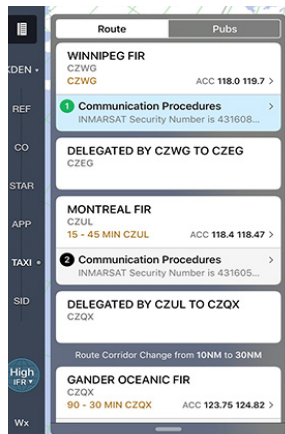 Route
Pubs
KDEN
REF
CO
STAR
APP
TAXI
SID
High
IFR
Wx
WINNIPEG FIR
CZWG
CZWG ACC 118.0 119.7 >
1 Communication Procedures >
INMARSAT Security Number is 431608...
DELEGATED BY CZWG TO CZEG
CZEG
MONTREAL FIR
CZUL
15 - 45 MIN CZUL ACC 118.4 118.47 >
2 Communication Procedures >
INMARSAT Security Number is 431605...
DELEGATED BY CZUL TO CZQX
CZQX
Route Corridor Change from 10NM to 30NM
GANDER OCEANIC FIR
CZQX
90 - 30 MIN CZQX ACC 123.75 124.82 >